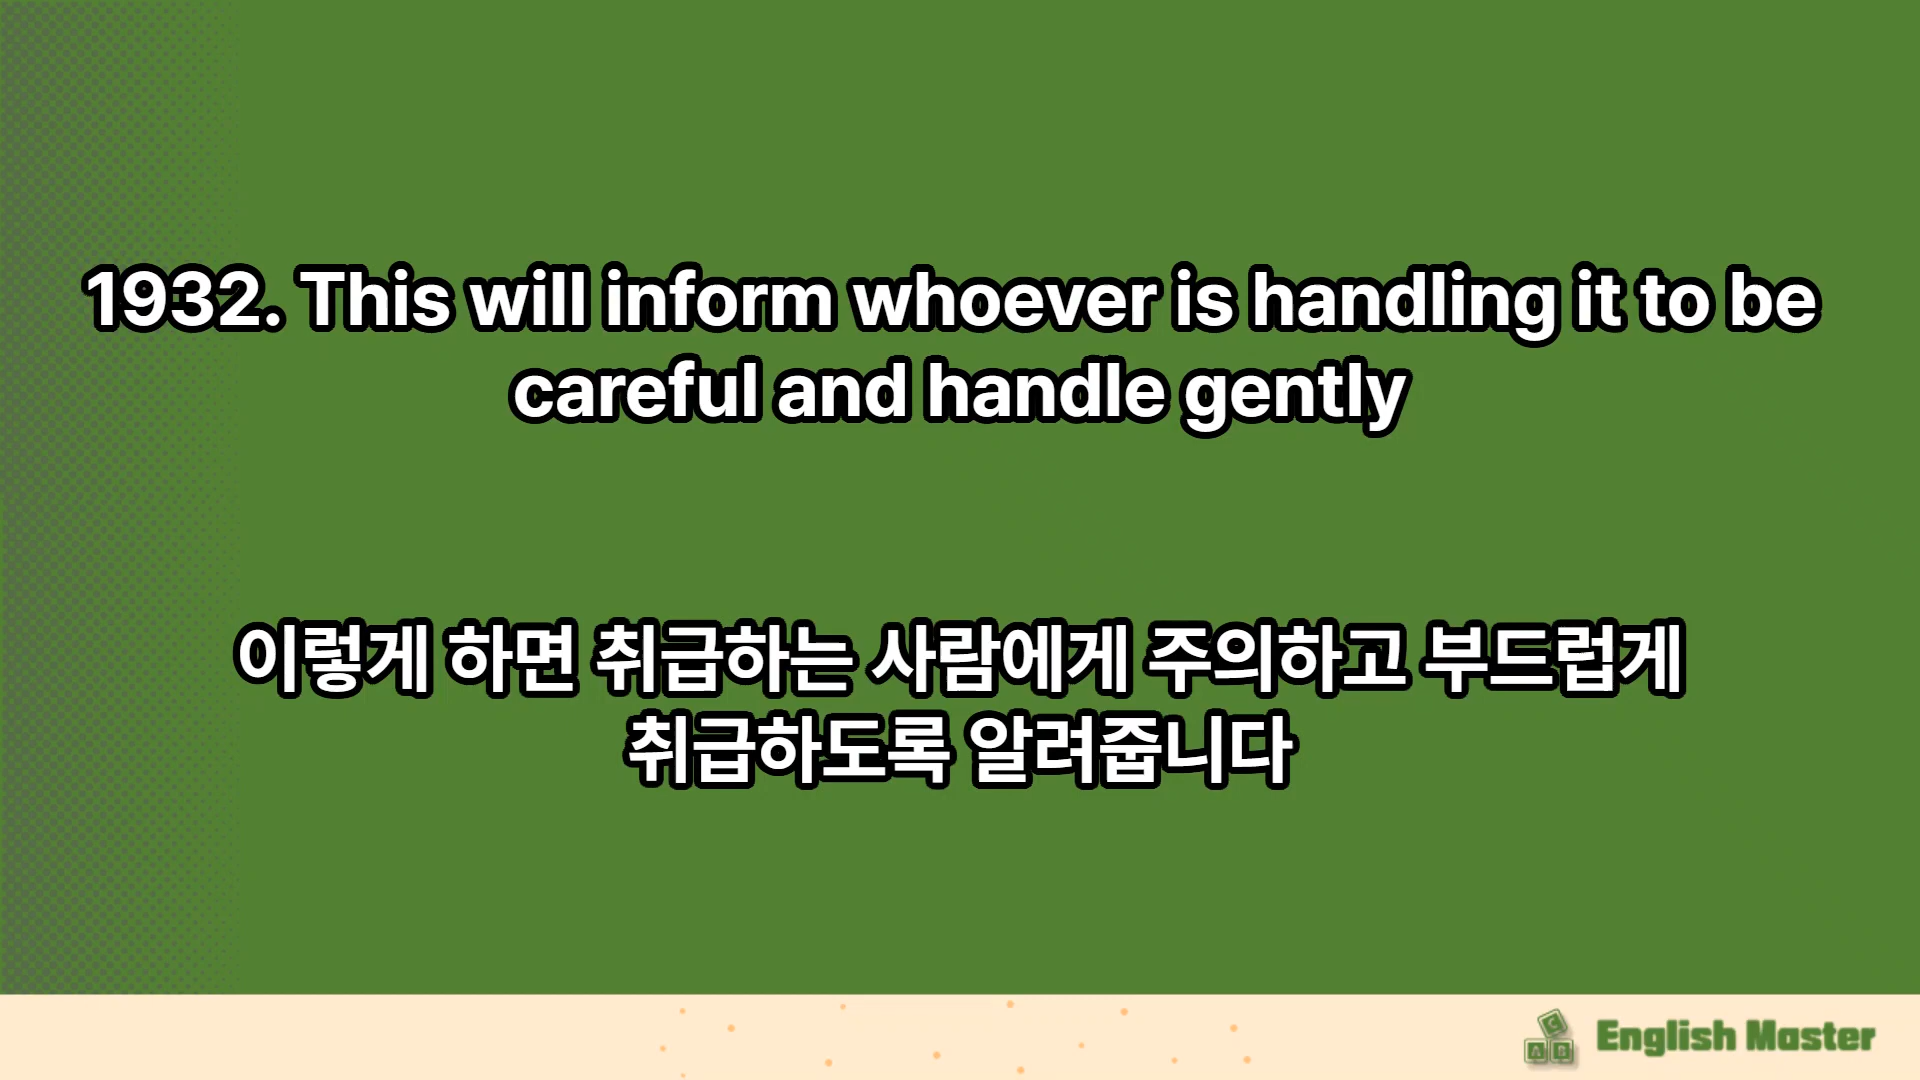 1932. This will inform whoever is handling it to be
careful and handle gently
이렇게 하면 취급하는 사람에게 주의하고 부드럽게
취급하도록 알려줍니다
C
A B
English Master